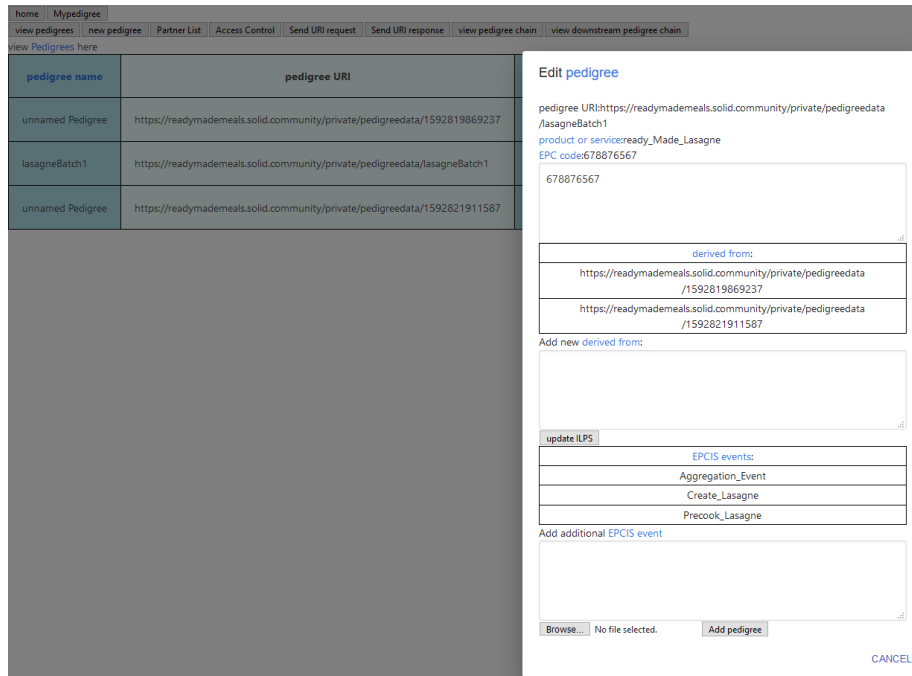 home Mypedigree
view pedigrees new pedigree Partner List Access Control Send URI request Send URI response view pedigree chain view downstream pedigree chain
view Pedigrees here
pedigree name pedigree URI
unnamed Pedigree https://readymademeals.solid.community/private/pedigreedata/1592819869237
lasagneBatch1 https://readymademeals.solid.community/private/pedigreedata/lasagneBatch1
unnamed Pedigree https://readymademeals.solid.community/private/pedigreedata/1592821911587
Edit pedigree
pedigree URI:https://readymademeals.solid.community/private/pedigreedata
/lasagneBatch1
product or service:ready_Made_Lasagne
EPC code:678876567
678876567
derived from:
https://readymademeals.solid.community/private/pedigreedata
/1592819869237
https://readymademeals.solid.community/private/pedigreedata
/1592821911587
Add new derived from:
update ILPS
EPCIS events:
Aggregation_Event
Create_Lasagne
Precook_Lasagne
Add additional EPCIS event
Browse... No file selected. Add pedigree
CANCEL